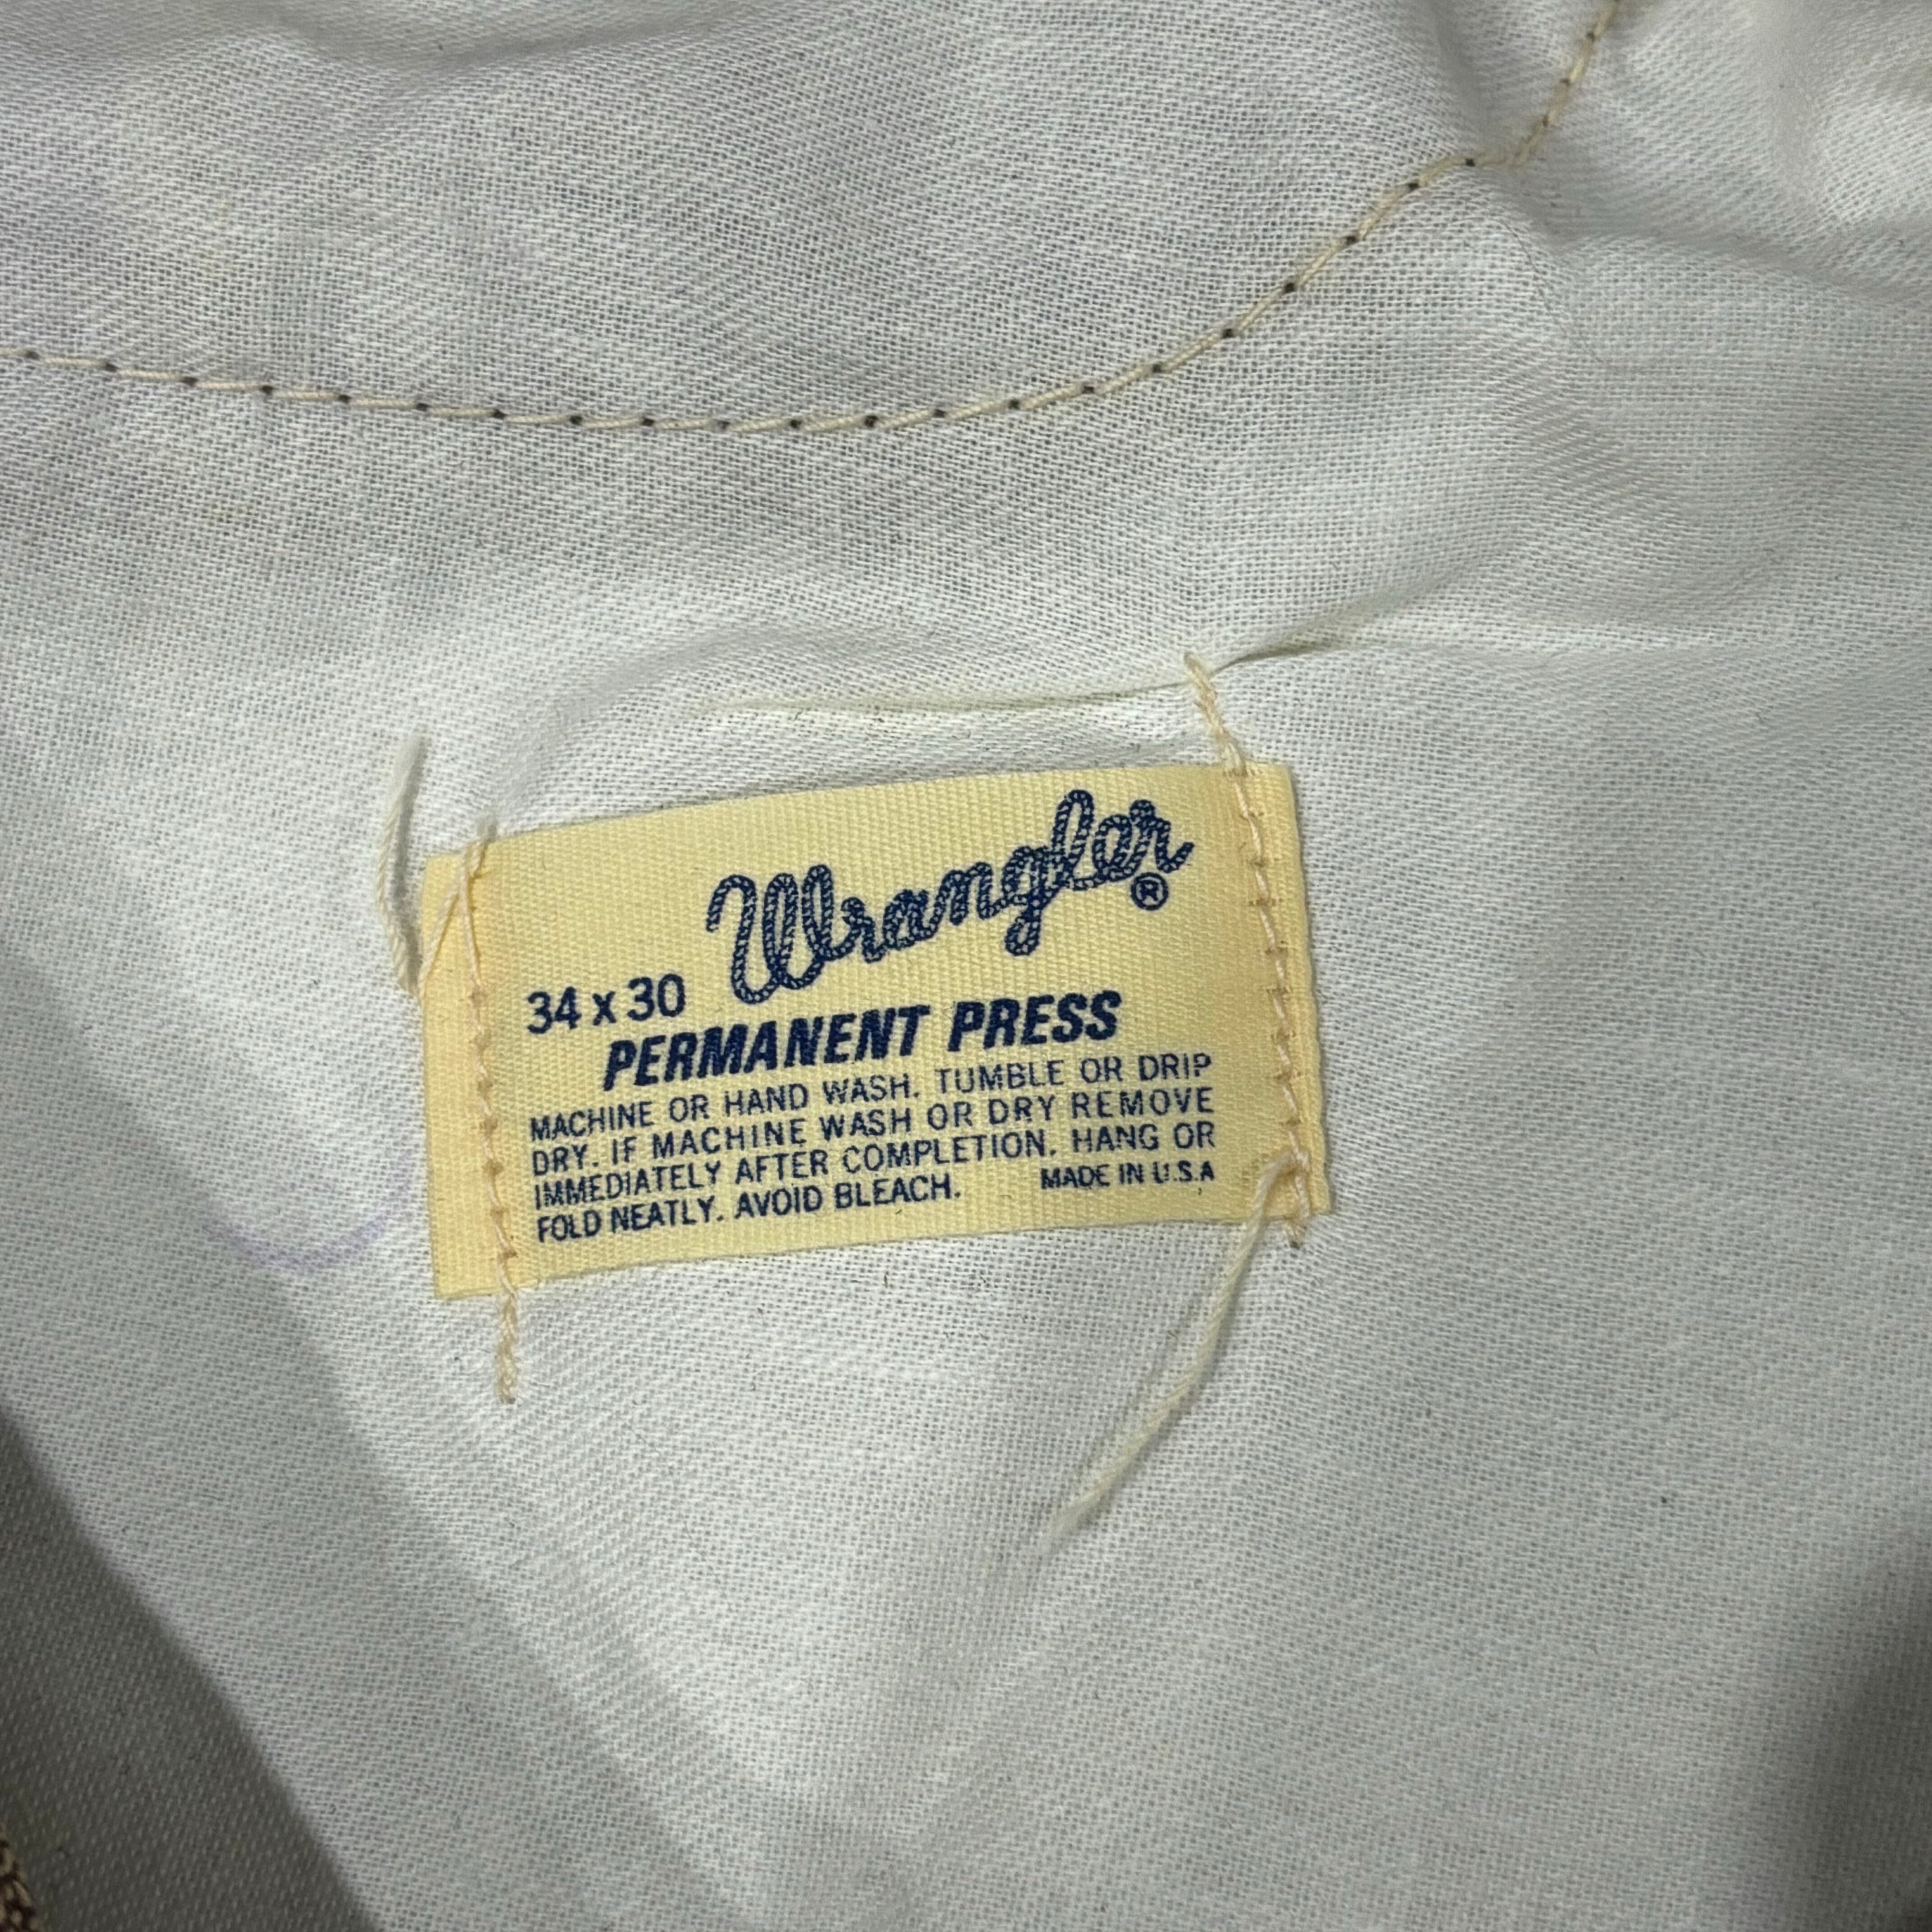 Wrangler®
34 x 30
PERMANENT PRESS
MACHINE OR HAND WASH. TUMBLE OR DRIP
DRY. IF MACHINE WASH OR DRY REMOVE
IMMEDIATELY AFTER COMPLETION. HANG OR
FOLD NEATLY. AVOID BLEACH. MADE IN U.S.A